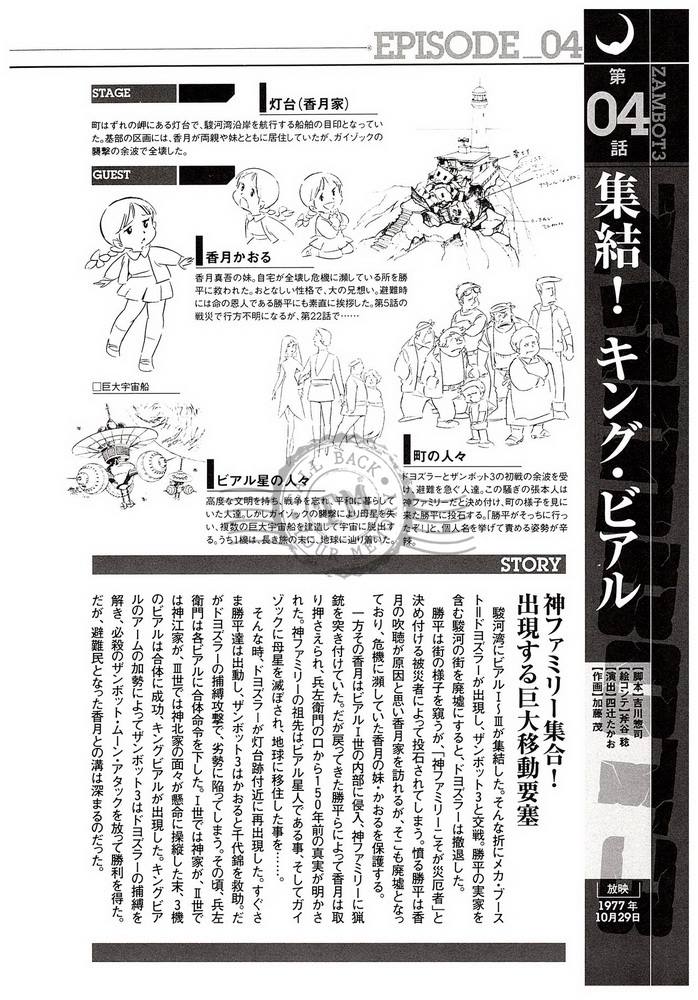 EPISODE_04
ZAMBOT3
第
04
話
集結！キング・ビアル
【脚本】吉川惣司
【絵コンテ】斧谷稔
【演出】四辻たかお
【作画】加藤茂
［放映］
1977年
10月29日
STAGE
灯台（香月家）
町はずれの岬にある灯台で、駿河湾沿岸を航行する船舶の目印となってい
た。基部の区画には、香月が両親や妹とともに居住していたが、ガイゾックの
襲撃の余波で全壊した。
GUEST
香月かおる
香月真吾の妹。自宅が全壊し危機に瀕している所を勝
平に救われた。おとなしい性格で、大の兄想い。避難時
には命の恩人である勝平にも素直に挨拶した。第5話の
戦災で行方不明になるが、第22話で……
□巨大宇宙船
ビアル星の人々
高度な文明を持ち、戦争を忘れ、平和に暮らしてい
た人達。しかしガイゾックの襲撃により母星を失
い、複数の巨大宇宙船を建造して宇宙に脱出す
る。うち1機は、長き旅の末に、地球に辿り着いた。
町の人々
ドヨズラーとザンボット3の初戦の余波を受
け、避難を急ぐ人達。この騒ぎの張本人は
神ファミリーだと決め付け、町の様子を見に
来た勝平に投石する。「勝平がそっちに行っ
たぞ！」と、個人名を挙げて責める姿勢が辛
辣。
STORY
神ファミリー集合！
出現する巨大移動要塞
駿河湾にビアルⅠ〜Ⅲが集結した。そんな折にメカ・ブース
ト＝ドヨズラーが出現し、ザンボット3と交戦。勝平の実家を
含む駿河の街を廃墟にすると、ドヨズラーは撤退した。
勝平は街の様子を窺うが、「神ファミリーこそが災厄者」と
決め付ける被災者によって投石されてしまう。憤る勝平は香
月の吹聴が原因と思い香月家を訪れるが、そこも廃墟となっ
ており、危機に瀕していた香月の妹・かおるを保護する。
一方その香月はビアルⅠ世の内部に侵入、神ファミリーに猟
銃を突き付けていた。だが戻ってきた勝平らによって香月は取
り押さえられ、兵左衛門の口から150年前の真実が明かさ
れた。神ファミリーの祖先はビアル星人である事、そしてガイ
ゾックに母星を滅ぼされ、地球に移住した事を……。
そんな時、ドヨズラーが灯台跡付近に再出現した。すぐさ
ま勝平達は出動し、ザンボット3はかおると千代錦を救助。だ
がドヨズラーの捕縛攻撃で、劣勢に陥ってしまう。その頃、兵左
衛門は各ビアルに合体命令を下した。Ⅰ世では神家が、Ⅱ世で
は神江家が、Ⅲ世では神北家の面々が懸命に操縦した末、3機
のビアルは合体に成功、キングビアルが出現した。キングビア
ルのアームの加勢によってザンボット3はドヨズラーの捕縛を
解き、必殺のザンボット・ムーン・アタックを放って勝利を得た。
だが、避難民となった香月との溝は深まるのだった。